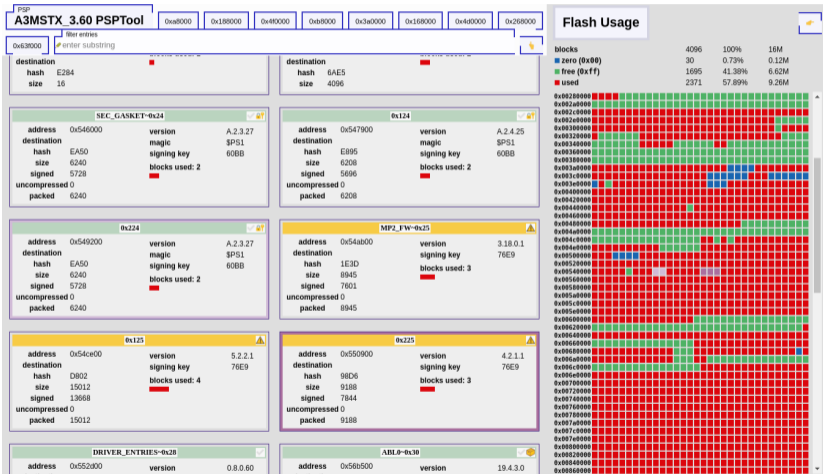 PSP
A3MSTX_3.60 PSPTool
0xa8000
0x188000
0x4f0000
0xb8000
0x3a0000
0x168000
0x4d0000
0x268000
0x63f000
filter entries
enter substring
destination
hash E284
size 16
destination
hash 6AE5
size 4096
SEC_GASKET~0x24
address 0x546000
destination
hash EA50
size 6240
signed 5728
uncompressed 0
packed 6240
version A.2.3.27
magic $PS1
signing key 60BB
blocks used: 2
0x124
address 0x547900
destination
hash E895
size 6208
signed 5696
uncompressed 0
packed 6208
version A.2.4.25
magic $PS1
signing key 60BB
blocks used: 2
0x224
address 0x549200
destination
hash EA50
size 6240
signed 5728
uncompressed 0
packed 6240
version A.2.3.27
magic $PS1
signing key 60BB
blocks used: 2
MP2_FW~0x25
address 0x54ab00
destination
hash 1E3D
size 8945
signed 7601
uncompressed 0
packed 8945
version 3.18.0.1
signing key 76E9
blocks used: 3
0x125
address 0x54ce00
destination
hash D802
size 15012
signed 13668
uncompressed 0
packed 15012
version 5.2.2.1
signing key 76E9
blocks used: 4
0x225
address 0x550900
destination
hash 98D6
size 9188
signed 7844
uncompressed 0
packed 9188
version 4.2.1.1
signing key 76E9
blocks used: 3
DRIVER_ENTRIES~0x28
address 0x552d00
version 0.8.0.60
ABL0~0x30
address 0x56b500
version 19.4.3.0
Flash Usage
blocks 4096 100% 16M
zero (0x00) 30 0.73% 0.12M
free (0xff) 1695 41.38% 6.62M
used 2371 57.89% 9.26M
0x00280000
0x002a0000
0x002c0000
0x002e0000
0x00300000
0x00320000
0x00340000
0x00360000
0x00380000
0x003a0000
0x003c0000
0x003e0000
0x00400000
0x00420000
0x00440000
0x00460000
0x00480000
0x004a0000
0x004c0000
0x004e0000
0x00500000
0x00520000
0x00540000
0x00560000
0x00580000
0x005a0000
0x005c0000
0x005e0000
0x00600000
0x00620000
0x00640000
0x00660000
0x00680000
0x006a0000
0x006c0000
0x006e0000
0x00700000
0x00720000
0x00740000
0x00760000
0x00780000
0x007a0000
0x007c0000
0x007e0000
0x00800000
0x00820000
0x00840000
0x00860000